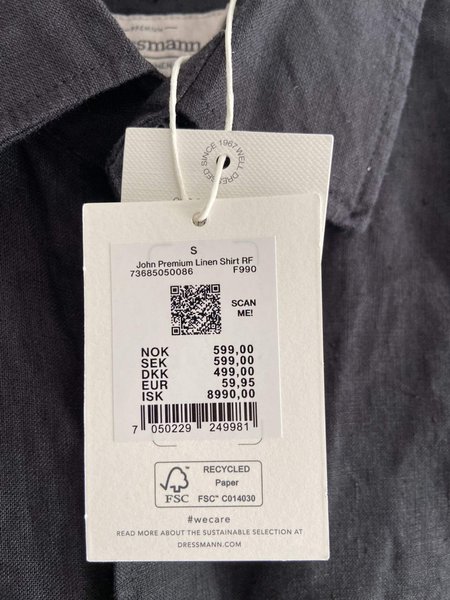 PREMIUM
SINCE 1967 WELL DRESSED
S
John Premium Linen Shirt RF
73685050086 F990
SCAN
ME!
NOK 599,00
SEK 599,00
DKK 499,00
EUR 59,95
ISK 8990,00
7 050229 249981
RECYCLED
Paper
FSC™ C014030
FSC
#wecare
READ MORE ABOUT THE SUSTAINABLE SELECTION AT
DRESSMANN.COM